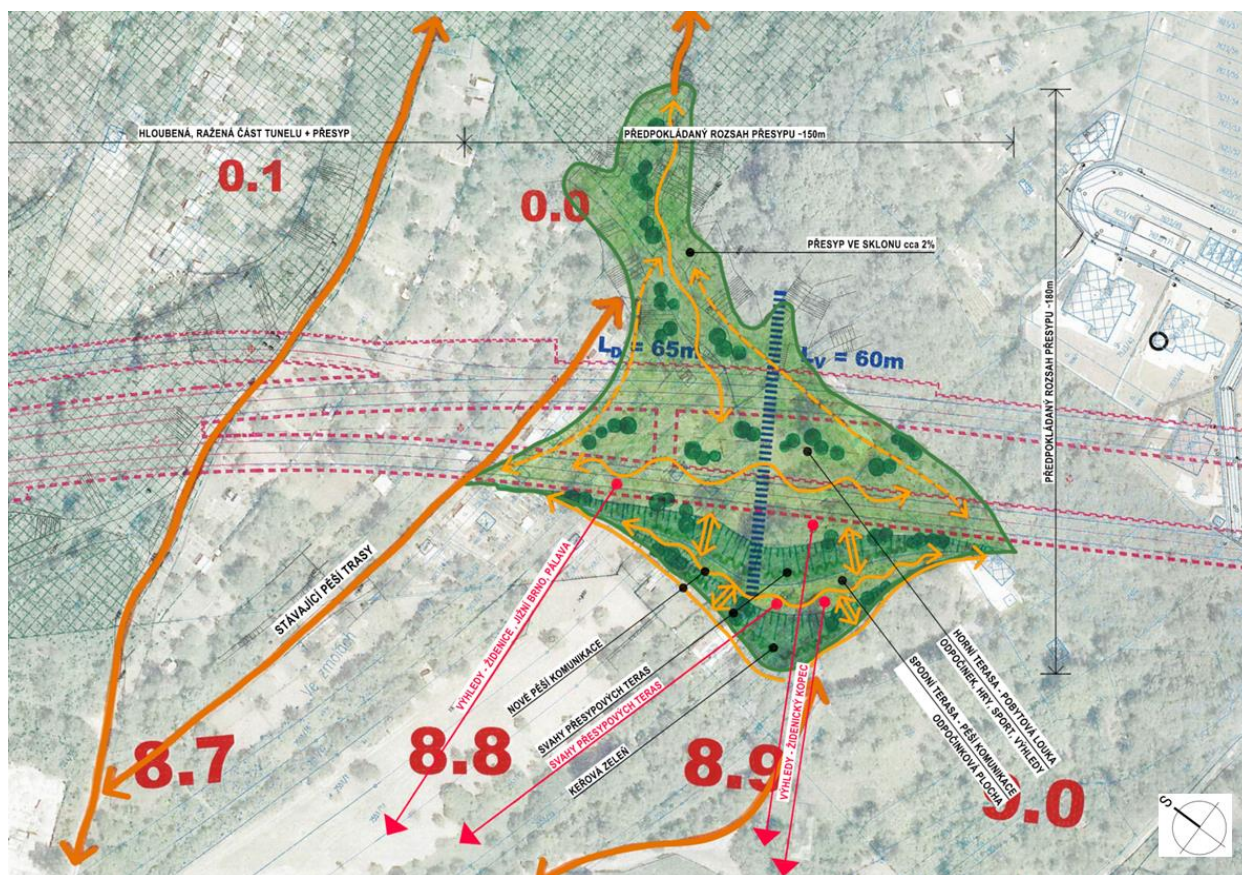 HLOUBENÁ, RAŽENÁ ČÁST TUNELU + PŘESYP
PŘEDPOKLÁDANÝ ROZSAH PŘESYPU ~150m
0.1
0.0
PŘESYP VE SKLONU cca 2%
PŘEDPOKLÁDANÝ ROZSAH PŘESYPU ~180m
LD = 65m
LV = 60m
STÁVAJÍCÍ PĚŠÍ TRASY
VÝHLEDY - ŽIDENICE, JIŽNÍ BRNO, PÁLAVA
NOVÉ PĚŠÍ KOMUNIKACE
SVAHY PŘESYPOVÝCH TERAS
SVAHY PŘESYPOVÝCH TERAS
KEŘOVÁ ZELEŇ
VÝHLEDY - ŽIDENICKÝ KOPEC
HORNÍ TERASA - POBYTOVÁ LOUKA
ODPOČINEK, HRY, SPORT, VÝHLEDY
SPODNÍ TERASA - PĚŠÍ KOMUNIKACE
ODPOČINKOVÁ PLOCHA
8.7
8.8
8.9
9.0
S